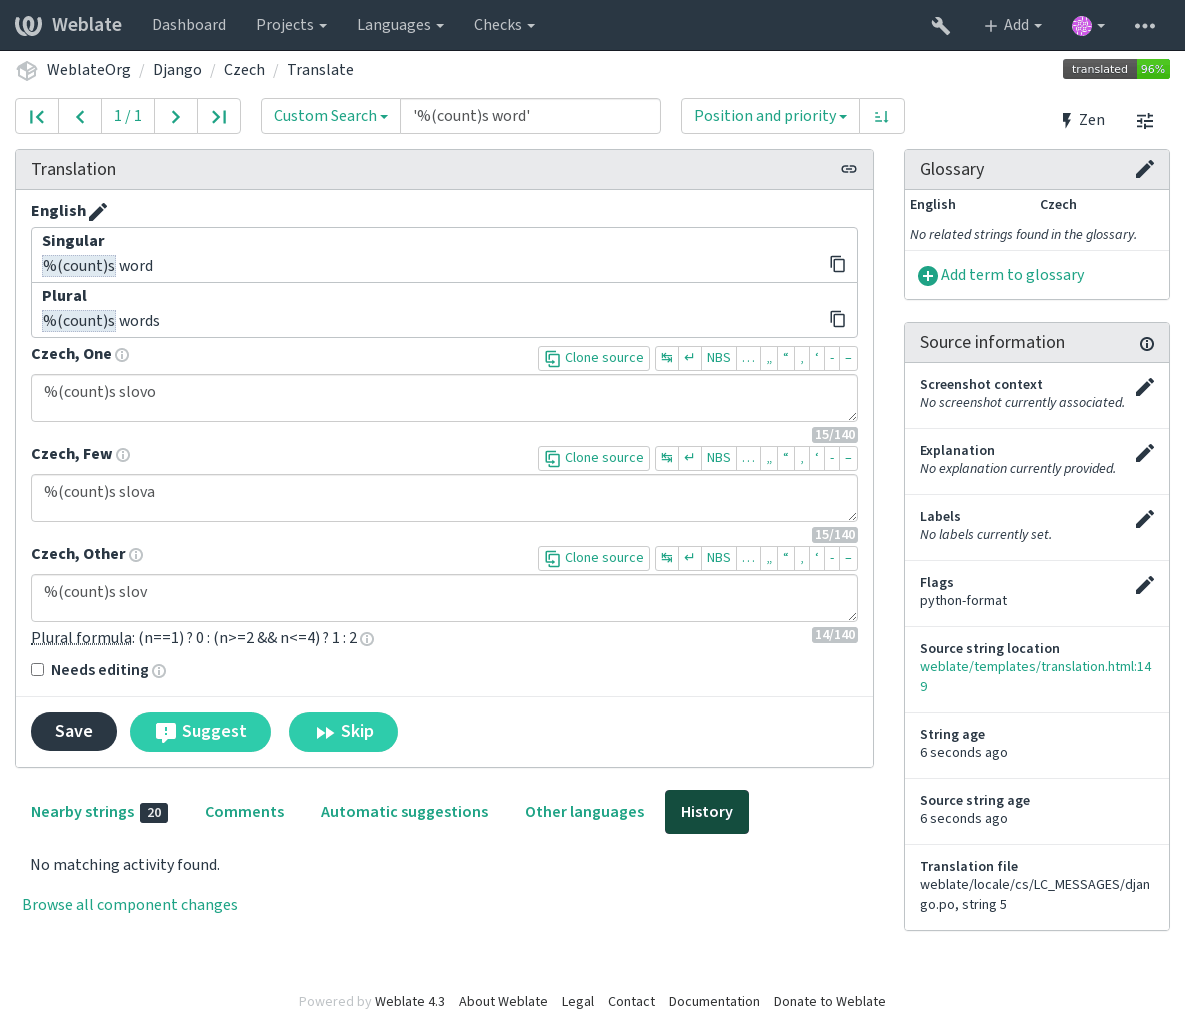 Weblate Dashboard Projects Languages Checks Add
WeblateOrg / Django / Czech / Translate
translated 96%
1 / 1 Custom Search '%(count)s word' Position and priority Zen
Translation
English
Singular
%(count)s word
Plural
%(count)s words
Czech, One Clone source ↹ ↵ NBS … „ “ ‚ ‘ - –
%(count)s slovo
15/140
Czech, Few Clone source ↹ ↵ NBS … „ “ ‚ ‘ - –
%(count)s slova
15/140
Czech, Other Clone source ↹ ↵ NBS … „ “ ‚ ‘ - –
%(count)s slov
Plural formula: (n==1) ? 0 : (n>=2 && n<=4) ? 1 : 2
14/140
Needs editing
Save Suggest Skip
Nearby strings 20 Comments Automatic suggestions Other languages History
No matching activity found.
Browse all component changes
Glossary
English Czech
No related strings found in the glossary.
Add term to glossary
Source information
Screenshot context
No screenshot currently associated.
Explanation
No explanation currently provided.
Labels
No labels currently set.
Flags
python-format
Source string location
weblate/templates/translation.html:14
9
String age
6 seconds ago
Source string age
6 seconds ago
Translation file
weblate/locale/cs/LC_MESSAGES/djan
go.po, string 5
Powered by Weblate 4.3 About Weblate Legal Contact Documentation Donate to Weblate